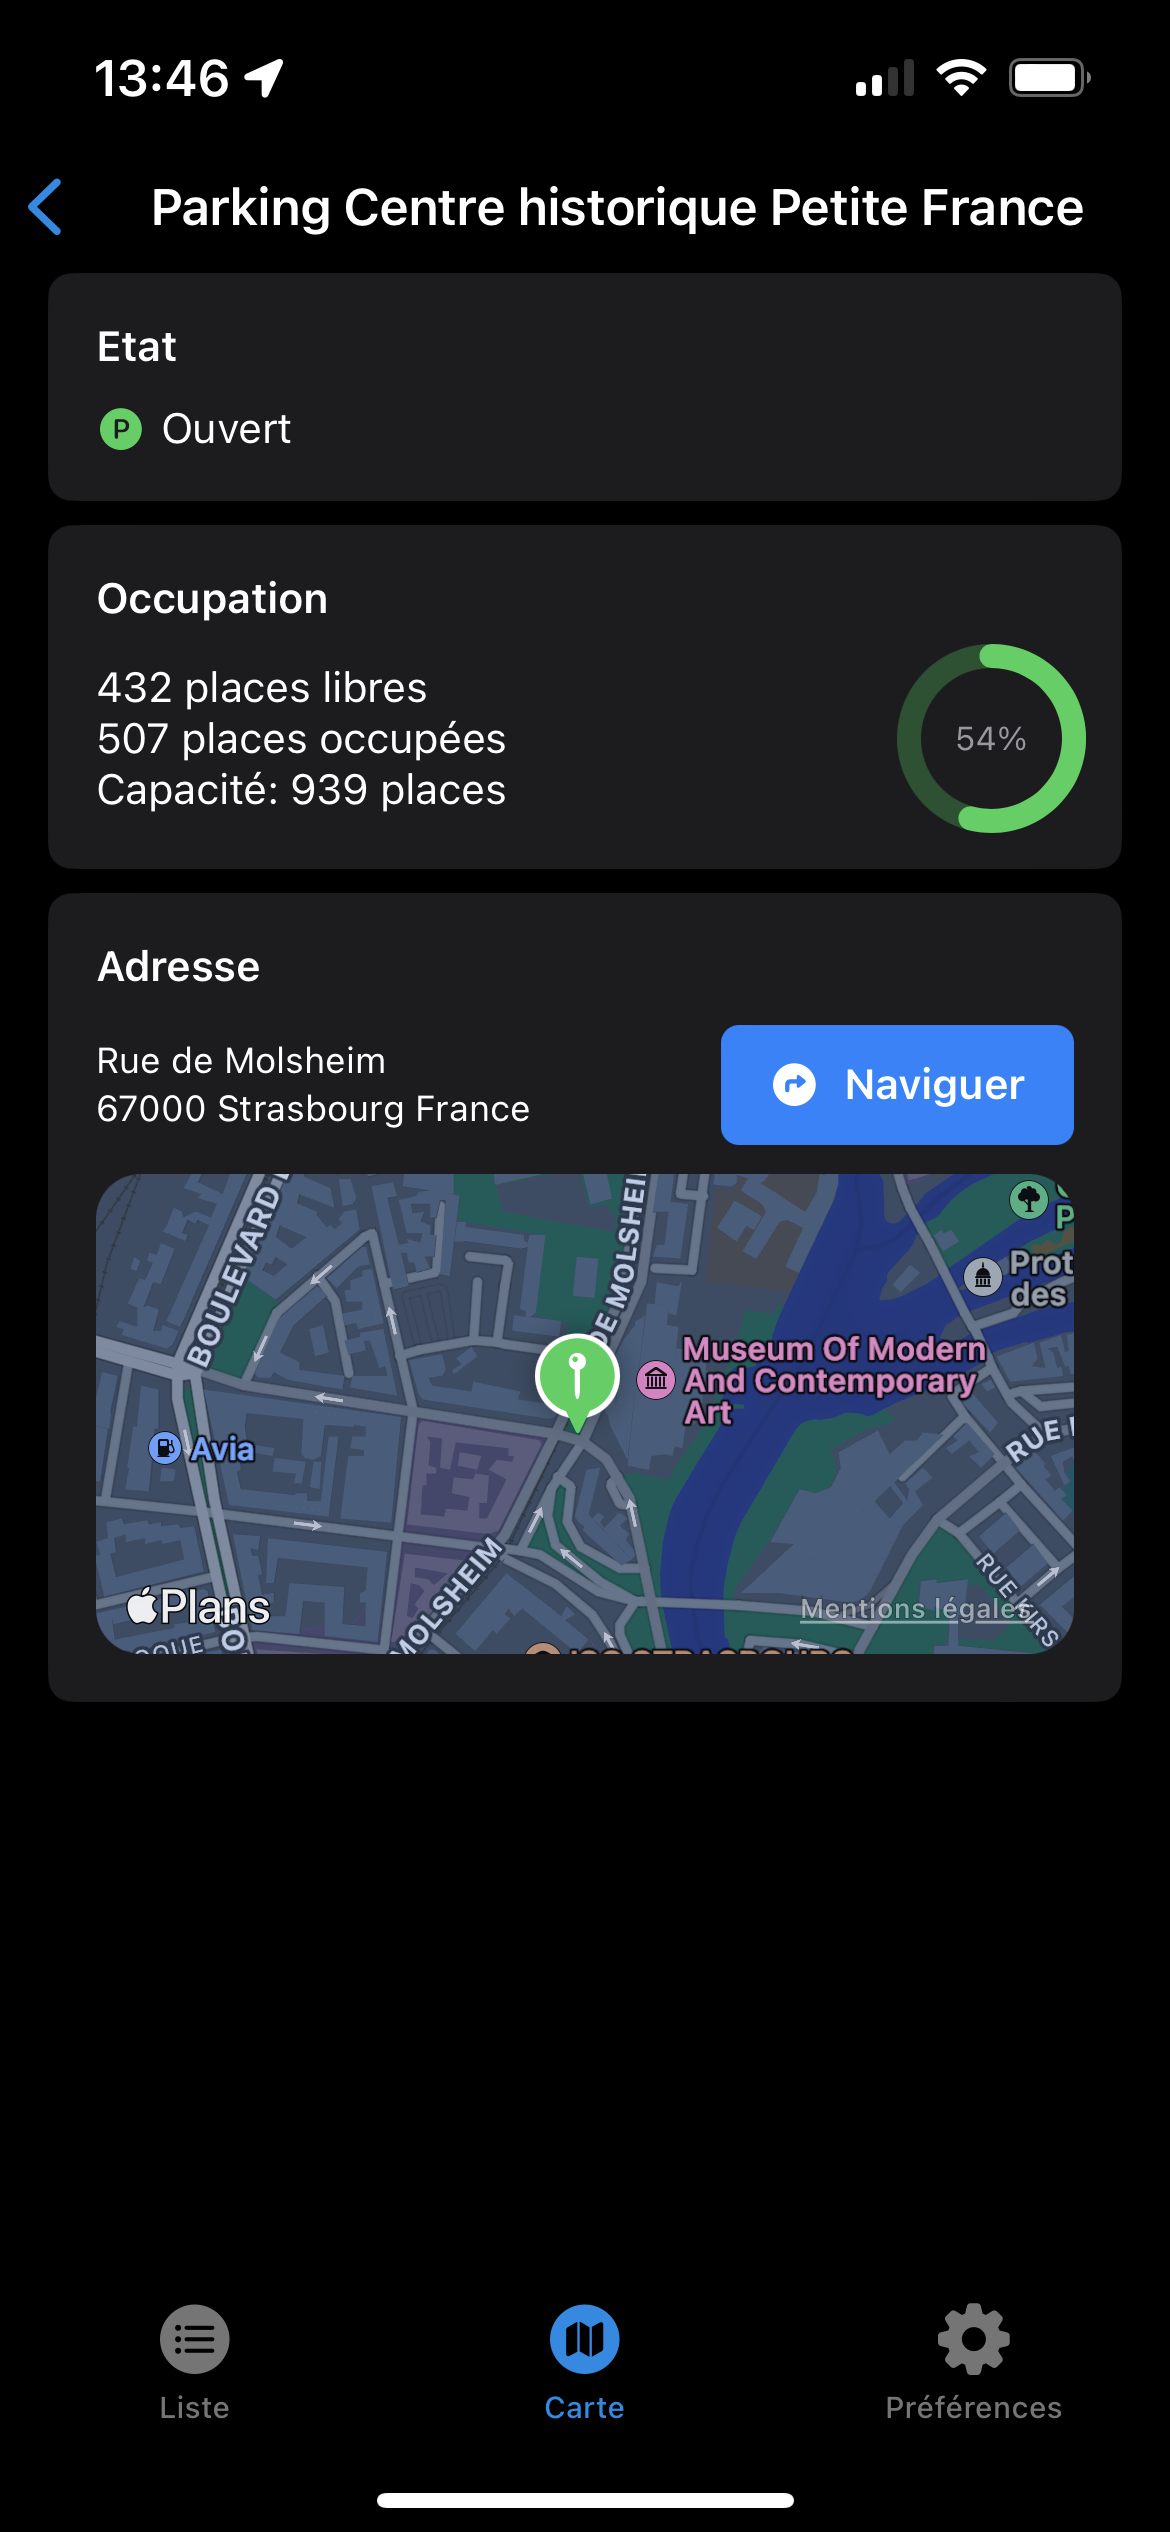 13:46
Parking Centre historique Petite France
Etat
P Ouvert
Occupation
432 places libres
507 places occupées
Capacité: 939 places
54%
Adresse
Rue de Molsheim
67000 Strasbourg France
Naviguer
BOULEVARD
DE MOLSHEI
P
Prot
des
Museum Of Modern
And Contemporary
Art
Avia
RUE
MOLSHEIM
RUE KIRS
Plans
Mentions légales
Liste
Carte
Préférences